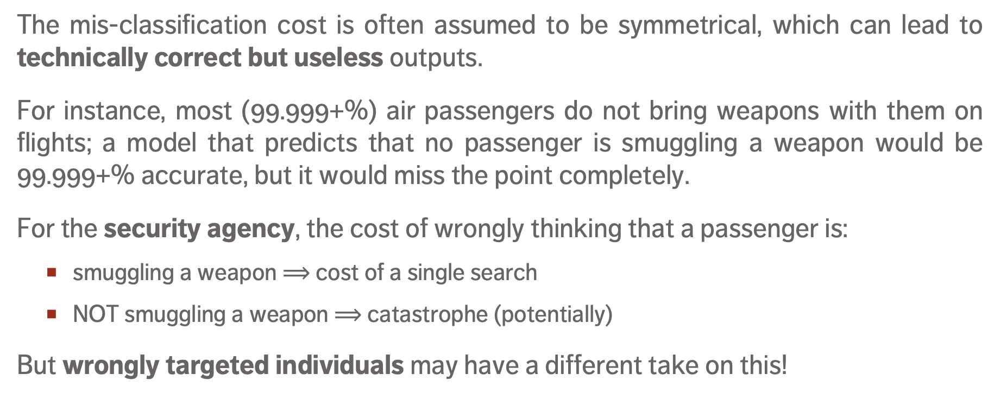 The mis-classification cost is often assumed to be symmetrical, which can lead to
technically correct but useless outputs.
For instance, most (99.999+%) air passengers do not bring weapons with them on
flights; a model that predicts that no passenger is smuggling a weapon would be
99.999+% accurate, but it would miss the point completely.
For the security agency, the cost of wrongly thinking that a passenger is:
■ smuggling a weapon ⟹ cost of a single search
■ NOT smuggling a weapon ⟹ catastrophe (potentially)
But wrongly targeted individuals may have a different take on this!